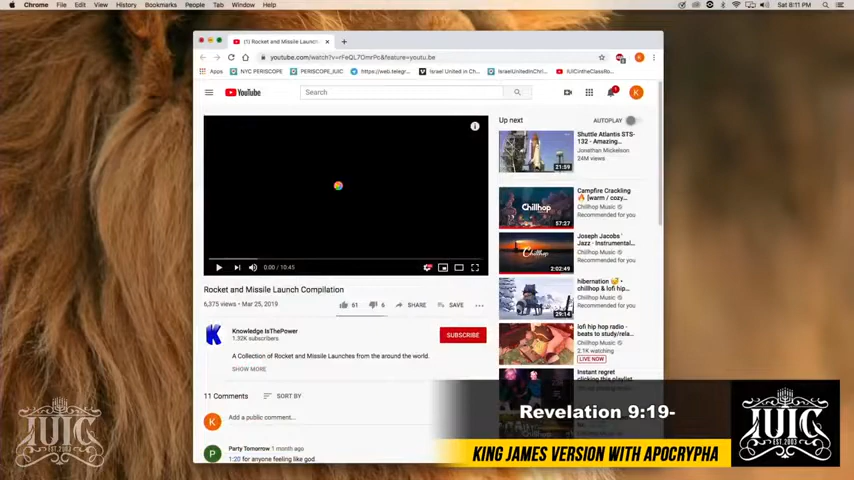 Chrome File Edit View History Bookmarks People Tab Window Help
Sat 8:11 PM
(1) Rocket and Missile Launch
youtube.com/watch?v=rFeQL7OmrPc&feature=youtu.be
Apps NYC PERISCOPE PERISCOPE_IUIC https://web.telegr... Israel United in Ch... IsraelUnitedInChri... IUICintheClassRo...
YouTube
Search
K
Up next AUTOPLAY
Shuttle Atlantis STS-
132 - Amazing...
Jonathan Mickelson
24M views
21:59
Campfire Crackling
[warm / cozy...
Chillhop Music
Recommended for you
Chillhop
57:27
Joseph Jacobs'
Jazz - Instrumental...
Chillhop Music
Recommended for you
2:02:49
hibernation
chillhop & lofi hip...
Chillhop Music
Recommended for you
29:14
lofi hip hop radio -
beats to study/rela...
Chillhop Music
2.1K watching
LIVE NOW
Instant regret
clicking this playlist
0:00 / 10:45
Rocket and Missile Launch Compilation
6,375 views • Mar 25, 2019
61 6 SHARE SAVE
Knowledge IsThePower
1.32K subscribers
SUBSCRIBE
A Collection of Rocket and Missile Launches from the around the world.
SHOW MORE
11 Comments SORT BY
K Add a public comment...
P Party Tomorrow 1 month ago
1:20 for anyone feeling like god.
Revelation 9:19-
KING JAMES VERSION WITH APOCRYPHA
IUIC
EST. 2003
IUIC
EST. 2003